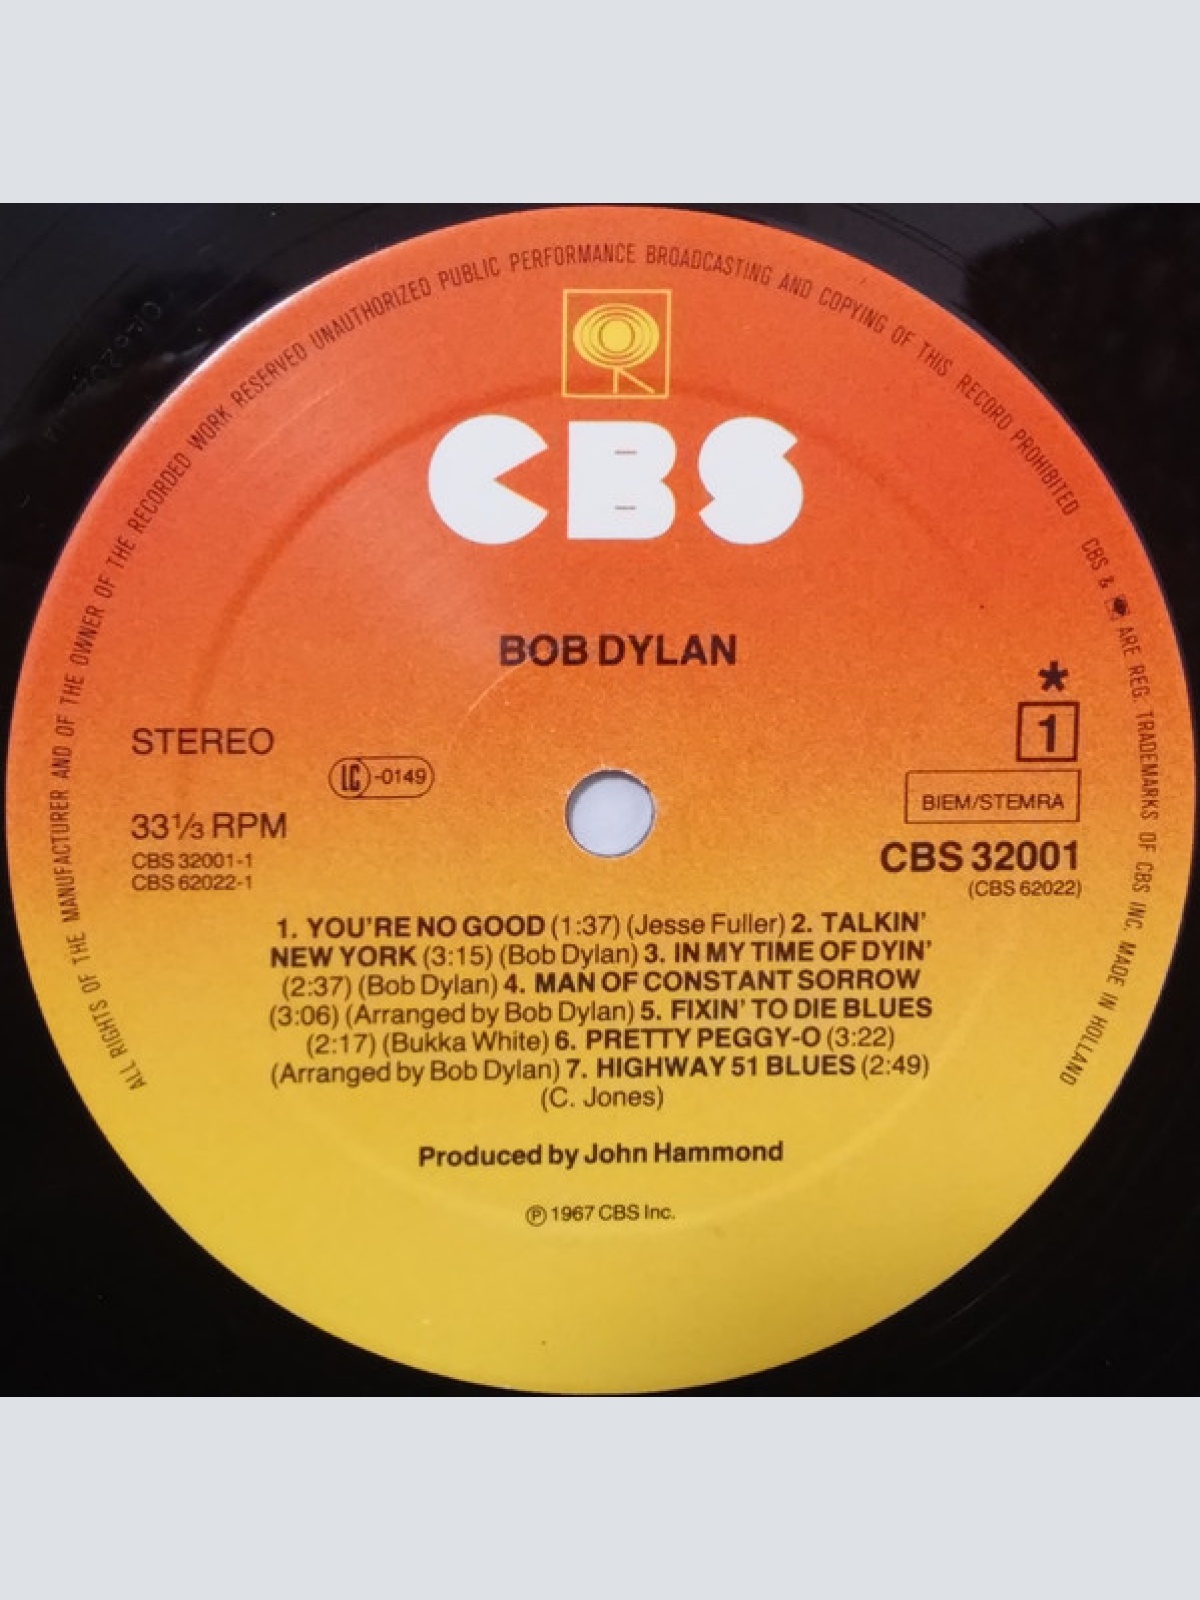 ALL RIGHTS OF THE MANUFACTURER AND OF THE OWNER OF THE RECORDED WORK RESERVED UNAUTHORIZED PUBLIC PERFORMANCE BROADCASTING AND COPYING OF THIS RECORD PROHIBITED CBS & ARE REG. TRADEMARKS OF CBS INC. MADE IN HOLLAND
CBS
BOB DYLAN
STEREO
LC-0149
33⅓ RPM
CBS 32001-1
CBS 62022-1
*
1
BIEM/STEMRA
CBS 32001
(CBS 62022)
1. YOU'RE NO GOOD (1:37) (Jesse Fuller) 2. TALKIN'
NEW YORK (3:15) (Bob Dylan) 3. IN MY TIME OF DYIN'
(2:37) (Bob Dylan) 4. MAN OF CONSTANT SORROW
(3:06) (Arranged by Bob Dylan) 5. FIXIN' TO DIE BLUES
(2:17) (Bukka White) 6. PRETTY PEGGY-O (3:22)
(Arranged by Bob Dylan) 7. HIGHWAY 51 BLUES (2:49)
(C. Jones)
Produced by John Hammond
℗ 1967 CBS Inc.